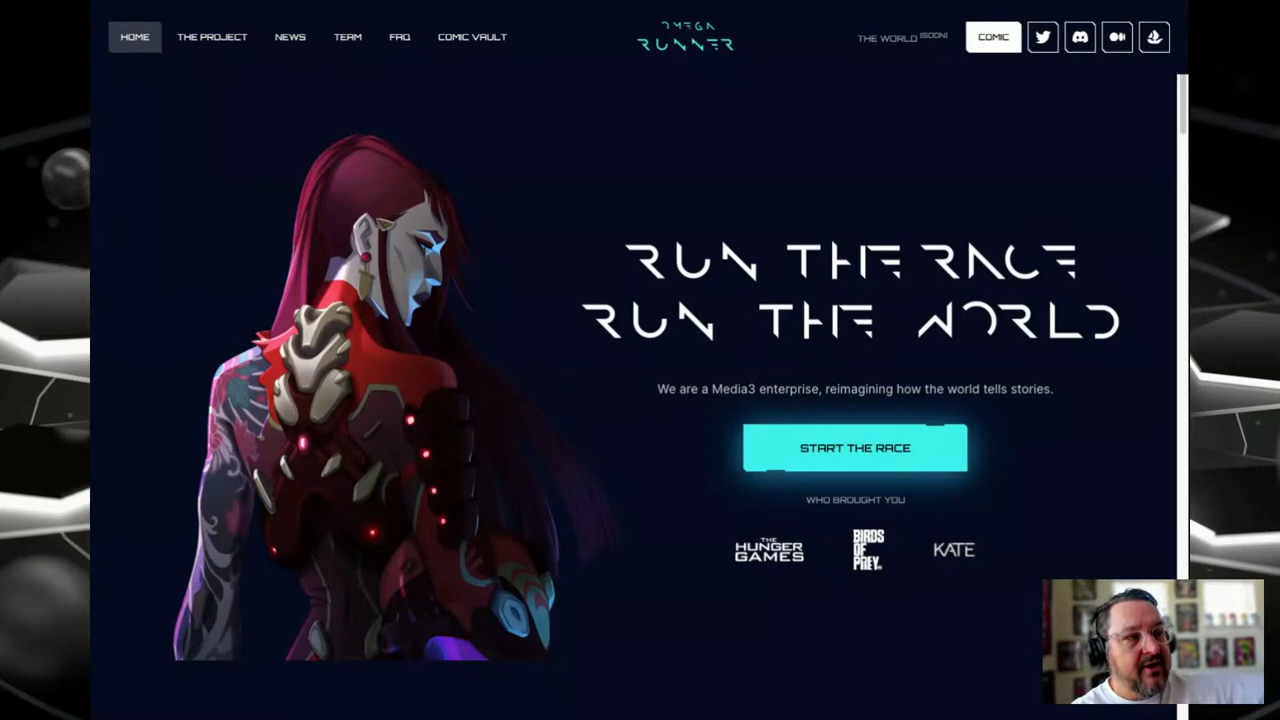 HOME
THE PROJECT
NEWS
TEAM
FAQ
COMIC VAULT
OMEGA
RUNNER
THE WORLD (SOON)
COMIC
RUN THE RACE
RUN THE WORLD
We are a Media3 enterprise, reimagining how the world tells stories.
START THE RACE
WHO BROUGHT YOU
THE
HUNGER
GAMES
BIRDS
OF
PREY
KATE